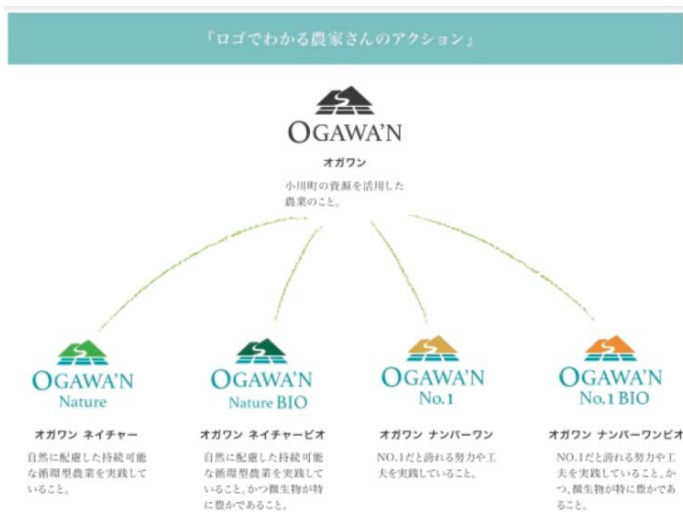 『ロゴでわかる農家さんのアクション』
OGAWA'N
オガワン
小川町の資源を活用した
農業のこと。
OGAWA'N
Nature
オガワン ネイチャー
自然に配慮した持続可能
な循環型農業を実践して
いること。
OGAWA'N
Nature BIO
オガワン ネイチャービオ
自然に配慮した持続可能
な循環型農業を実践して
いること。かつ微生物が特
に豊かであること。
OGAWA'N
No.1
オガワン ナンバーワン
NO.1だと誇れる努力や工
夫を実践していること。
OGAWA'N
No.1 BIO
オガワン ナンバーワンビオ
NO.1だと誇れる努力や工
夫を実践していること。か
つ、微生物が特に豊かであ
ること。